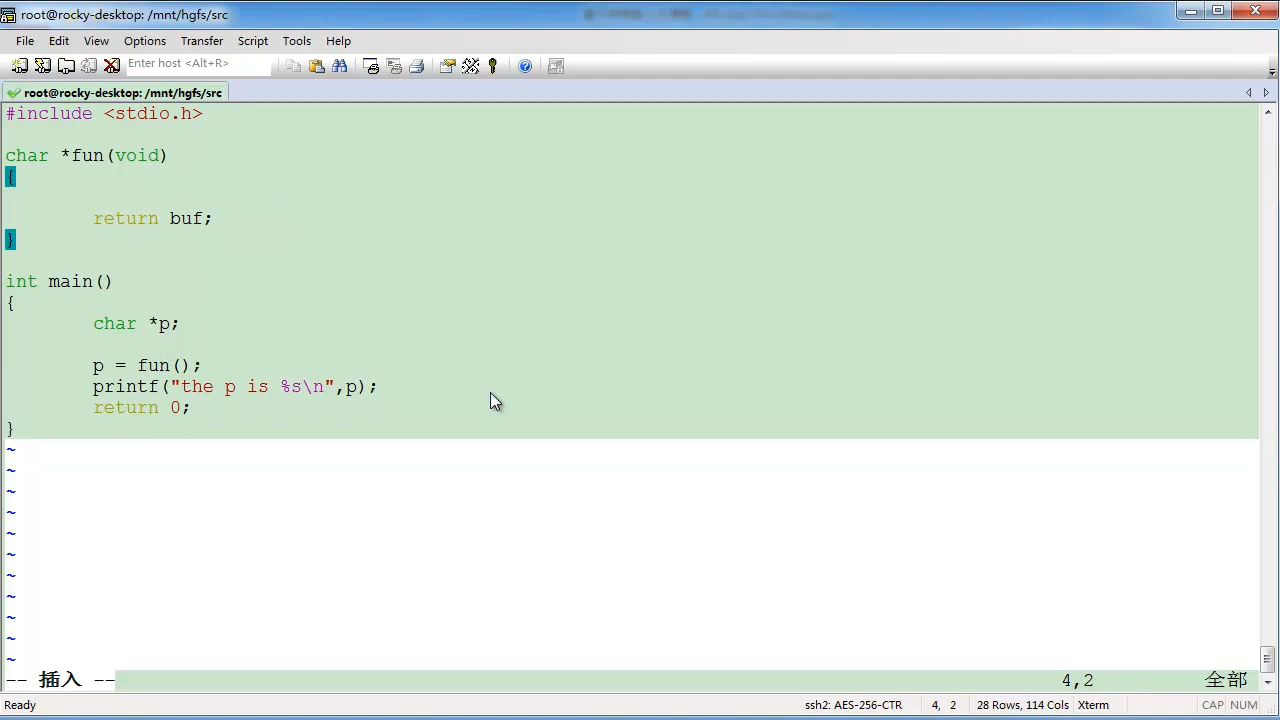 root@rocky-desktop: /mnt/hgfs/src
File Edit View Options Transfer Script Tools Help
Enter host <Alt+R>
root@rocky-desktop: /mnt/hgfs/src
#include <stdio.h>
char *fun(void)
{
return buf;
}
int main()
{
char *p;
p = fun();
printf("the p is %s\n",p);
return 0;
}
~
~
~
~
~
~
~
~
~
~
~
-- 插入 -- 4,2 全部
Ready ssh2: AES-256-CTR 4, 2 28 Rows, 114 Cols Xterm CAP NUM